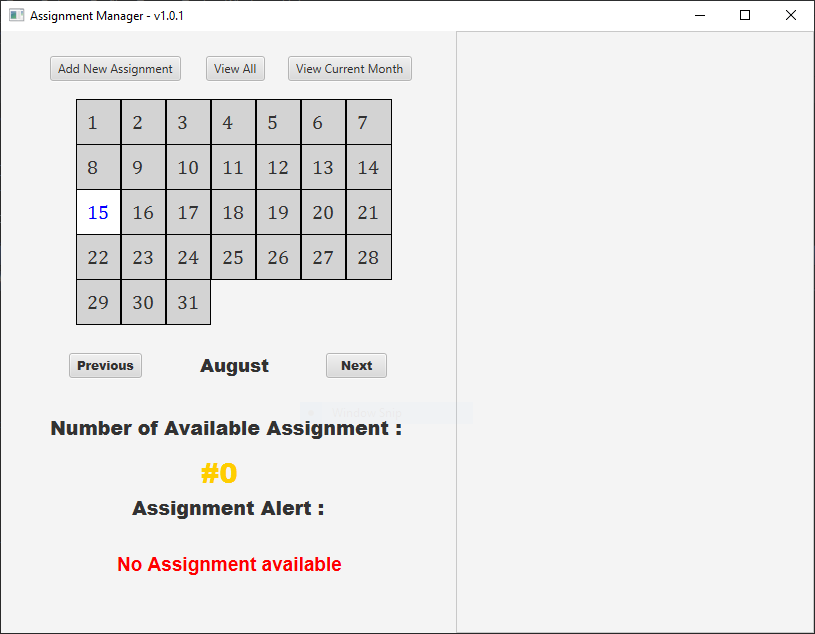 Assignment Manager - v1.0.1
Add New Assignment View All View Current Month
1 2 3 4 5 6 7
8 9 10 11 12 13 14
15 16 17 18 19 20 21
22 23 24 25 26 27 28
29 30 31
Previous August Next
Window Snip
Number of Available Assignment :
#0
Assignment Alert :
No Assignment available